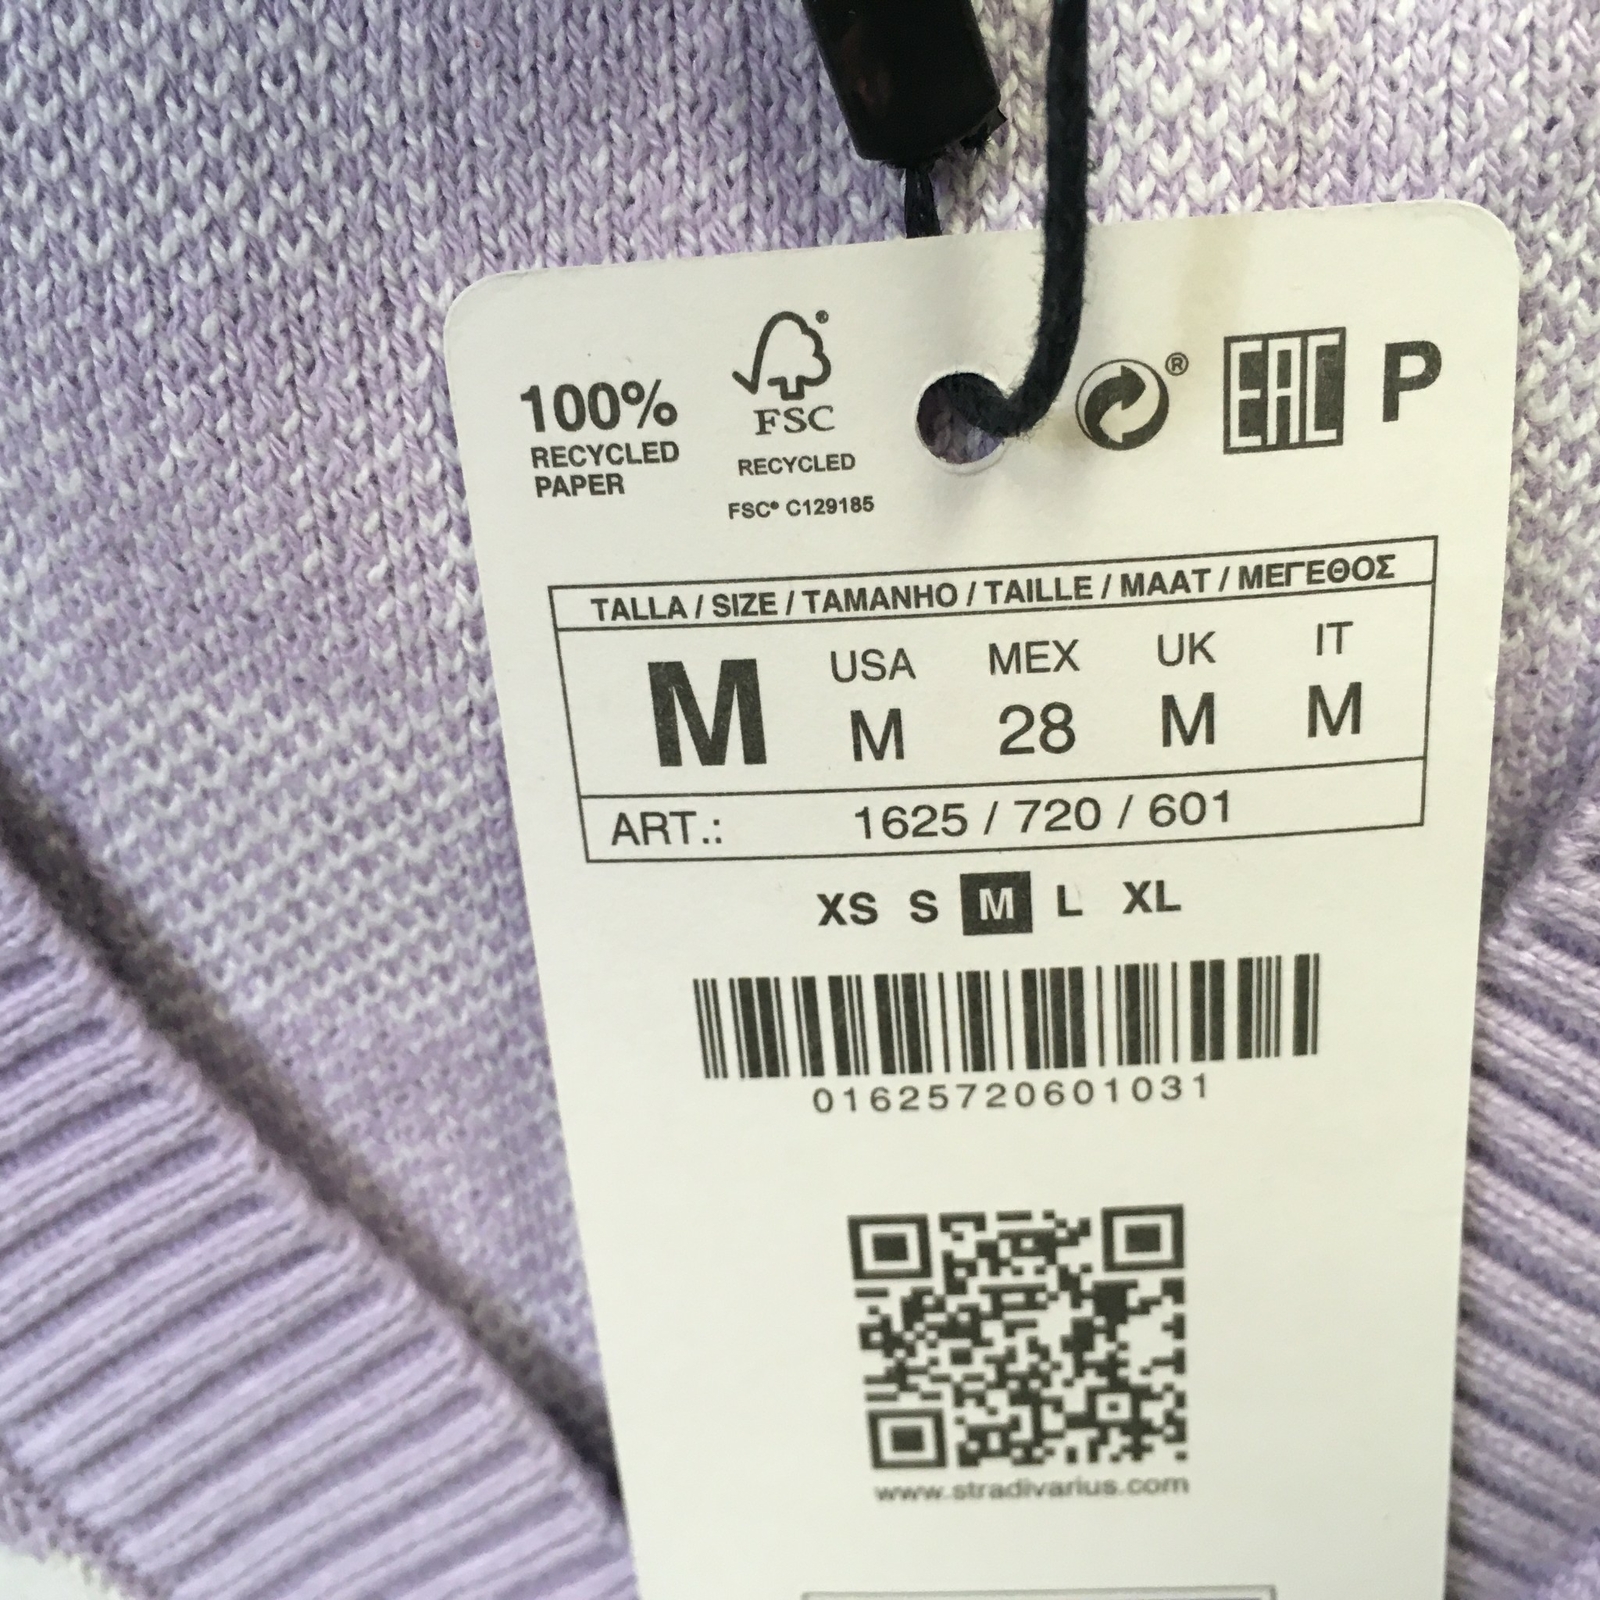 100%
RECYCLED
PAPER
FSC
RECYCLED
FSC® C129185
®
EAC P
TALLA / SIZE / TAMANHO / TAILLE / MAAT / ΜΕΓΕΘΟΣ
M
USA MEX UK IT
M 28 M M
ART.: 1625 / 720 / 601
XS S M L XL
01625720601031
www.stradivarius.com